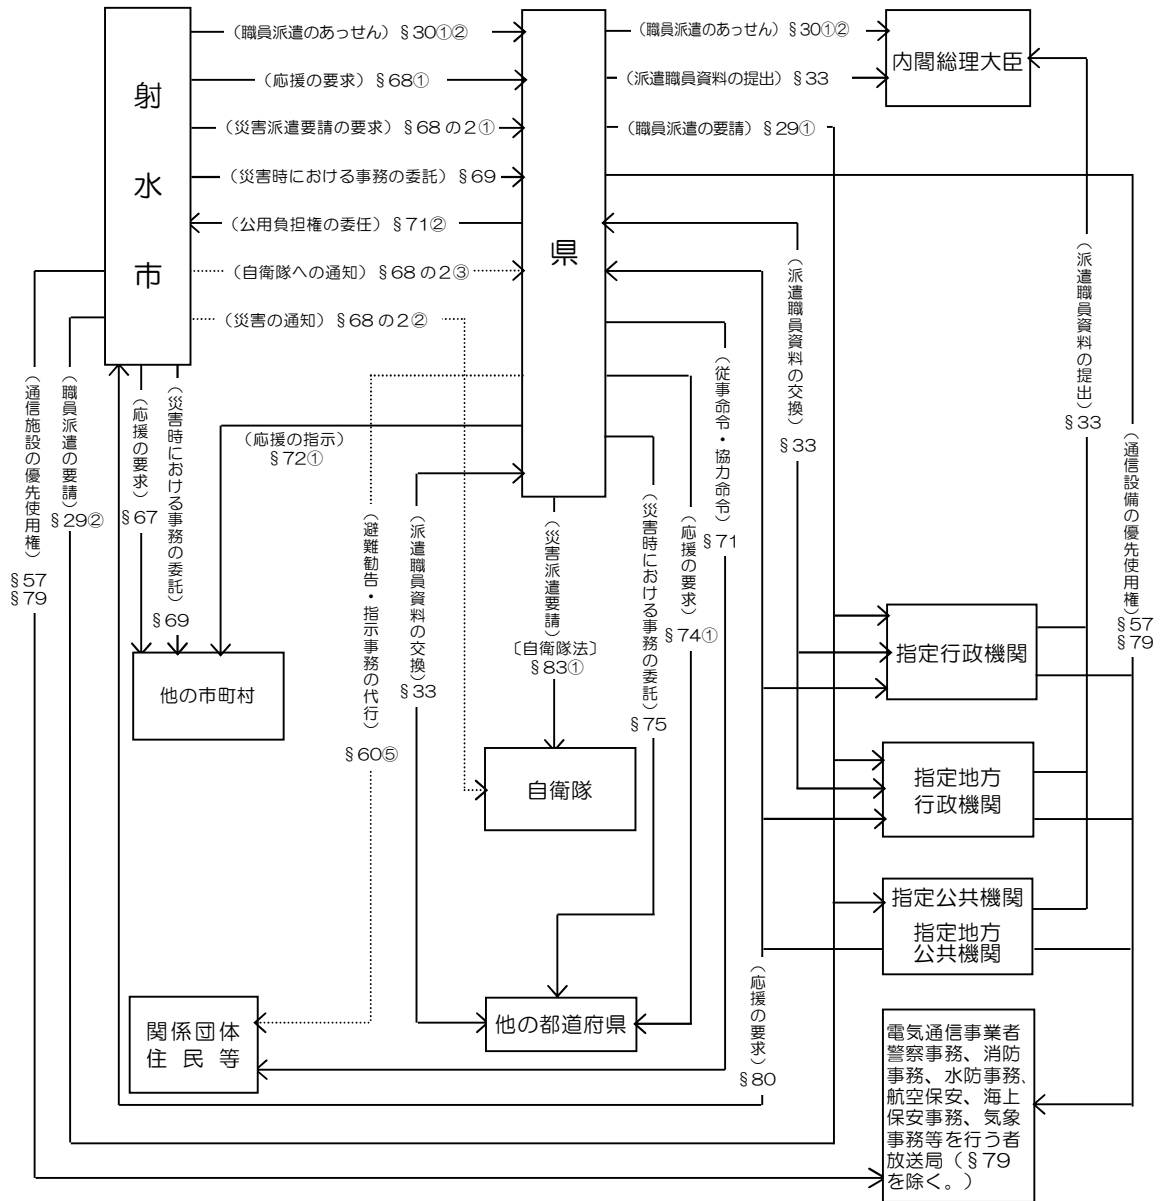 射水市
県
(職員派遣のあっせん)§30①②
(応援の要求)§68①
(災害派遣要請の要求)§68の2①
(災害時における事務の委託)§69
(公用負担権の委任)§71②
(自衛隊への通知)§68の2③
(災害の通知)§68の2②
(職員派遣のあっせん)§30①②
(派遣職員資料の提出)§33
(職員派遣の要請)§29①
内閣総理大臣
(通信施設の優先使用権)
§57
§79
(職員派遣の要請)
§29②
(応援の要求)
§67
(災害時における事務の委託)
§69
(応援の指示)
§72①
(避難勧告・指示事務の代行)
§60⑤
(派遣職員資料の交換)
§33
(災害派遣要請)
〔自衛隊法〕
§83①
(災害時における事務の委託)
§75
(応援の要求)
§74①
(従事命令・協力命令)
§71
(派遣職員資料の交換)
§33
(派遣職員資料の提出)
§33
(通信設備の優先使用権)
§57
§79
他の市町村
自衛隊
関係団体
住民等
他の都道府県
(応援の要求)
§80
指定行政機関
指定地方
行政機関
指定公共機関
指定地方
公共機関
電気通信事業者
警察事務、消防
事務、水防事務、
航空保安、海上
保安事務、気象
事務等を行う者
放送局(§79
を除く。)